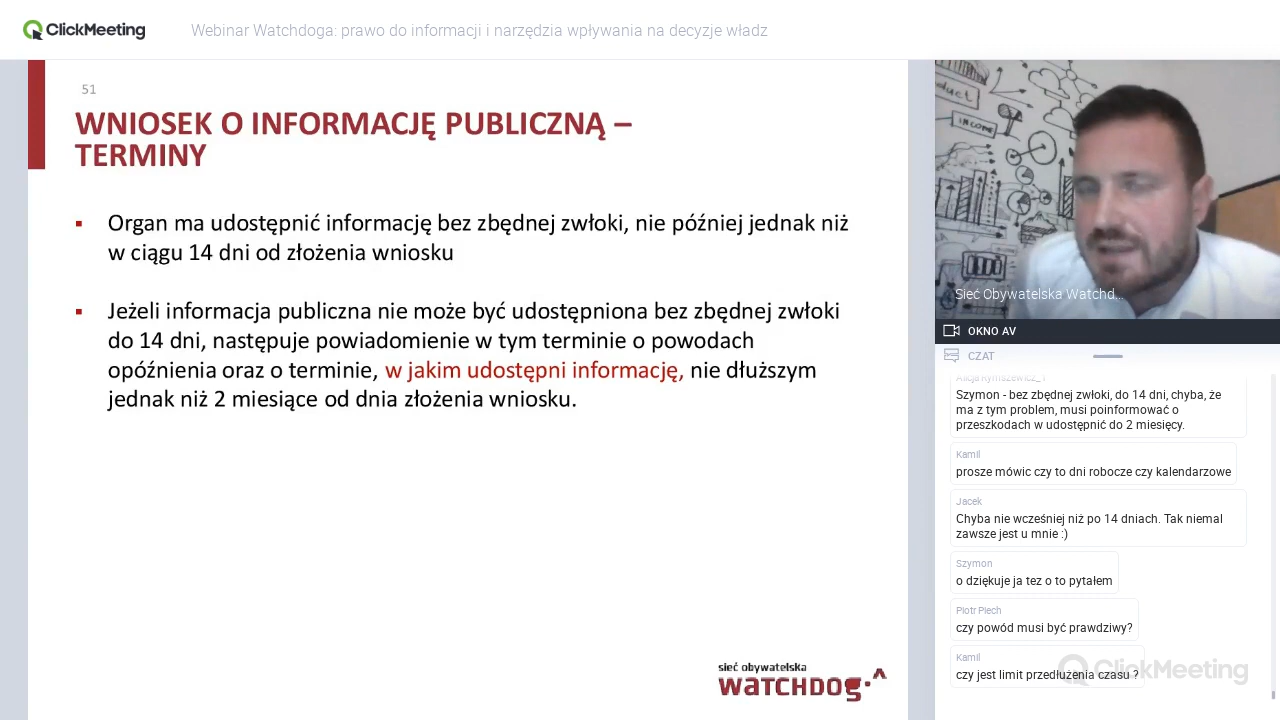 ClickMeeting
Webinar Watchdoga: prawo do informacji i narzędzia wpływania na decyzje władz
51
WNIOSEK O INFORMACJĘ PUBLICZNĄ –
TERMINY
Organ ma udostępnić informację bez zbędnej zwłoki, nie później jednak niż
w ciągu 14 dni od złożenia wniosku
Jeżeli informacja publiczna nie może być udostępniona bez zbędnej zwłoki
do 14 dni, następuje powiadomienie w tym terminie o powodach
opóźnienia oraz o terminie, w jakim udostępni informację, nie dłuższym
jednak niż 2 miesiące od dnia złożenia wniosku.
sieć obywatelska
WATCHDOG
INCOME
Sieć Obywatelska Watchd...
OKNO AV
CZAT
Szymon - bez zbędnej zwłoki, do 14 dni, chyba, że
ma z tym problem, musi poinformować o
przeszkodach w udostępnić do 2 miesięcy.
Kamil
prosze mówic czy to dni robocze czy kalendarzowe
Jacek
Chyba nie wcześniej niż po 14 dniach. Tak niemal
zawsze jest u mnie :)
Szymon
o dziękuje ja tez o to pytałem
Piotr Piech
czy powód musi być prawdziwy?
Kamil
czy jest limit przedłużenia czasu ?
ClickMeeting